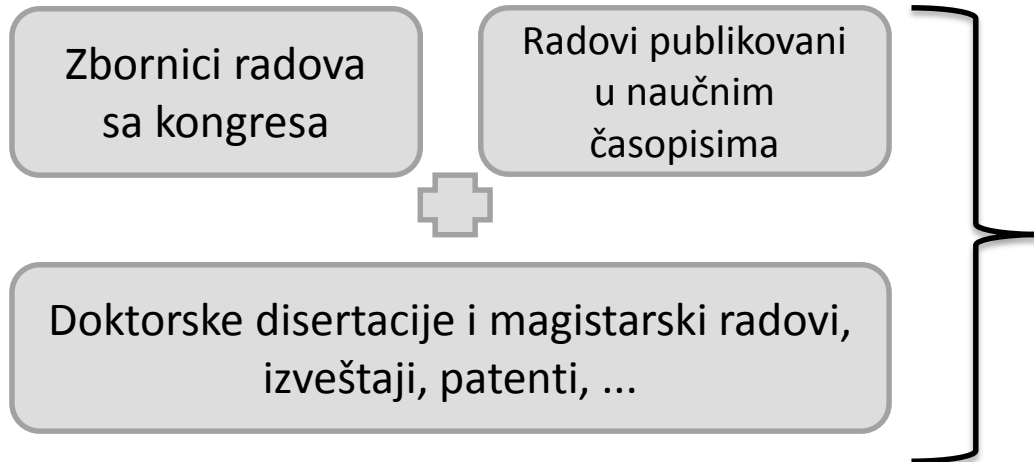 Zbornici radova
sa kongresa
Radovi publikovani
u naučnim
časopisima
Doktorske disertacije i magistarski radovi,
izveštaji, patenti, ...